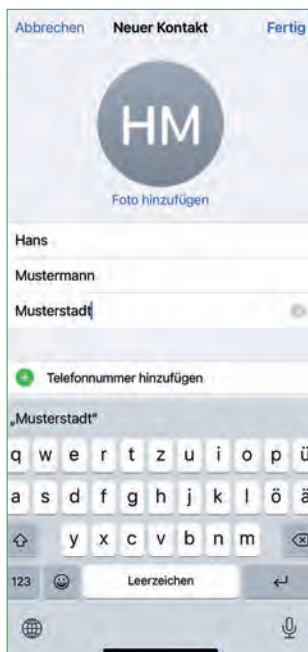 Abbrechen Neuer Kontakt Fertig
HM
Foto hinzufügen
Hans
Mustermann
Musterstadt
Telefonnummer hinzufügen
„Musterstadt“
q w e r t z u i o p ü
a s d f g h j k l ö ä
y x c v b n m
123 Leerzeichen